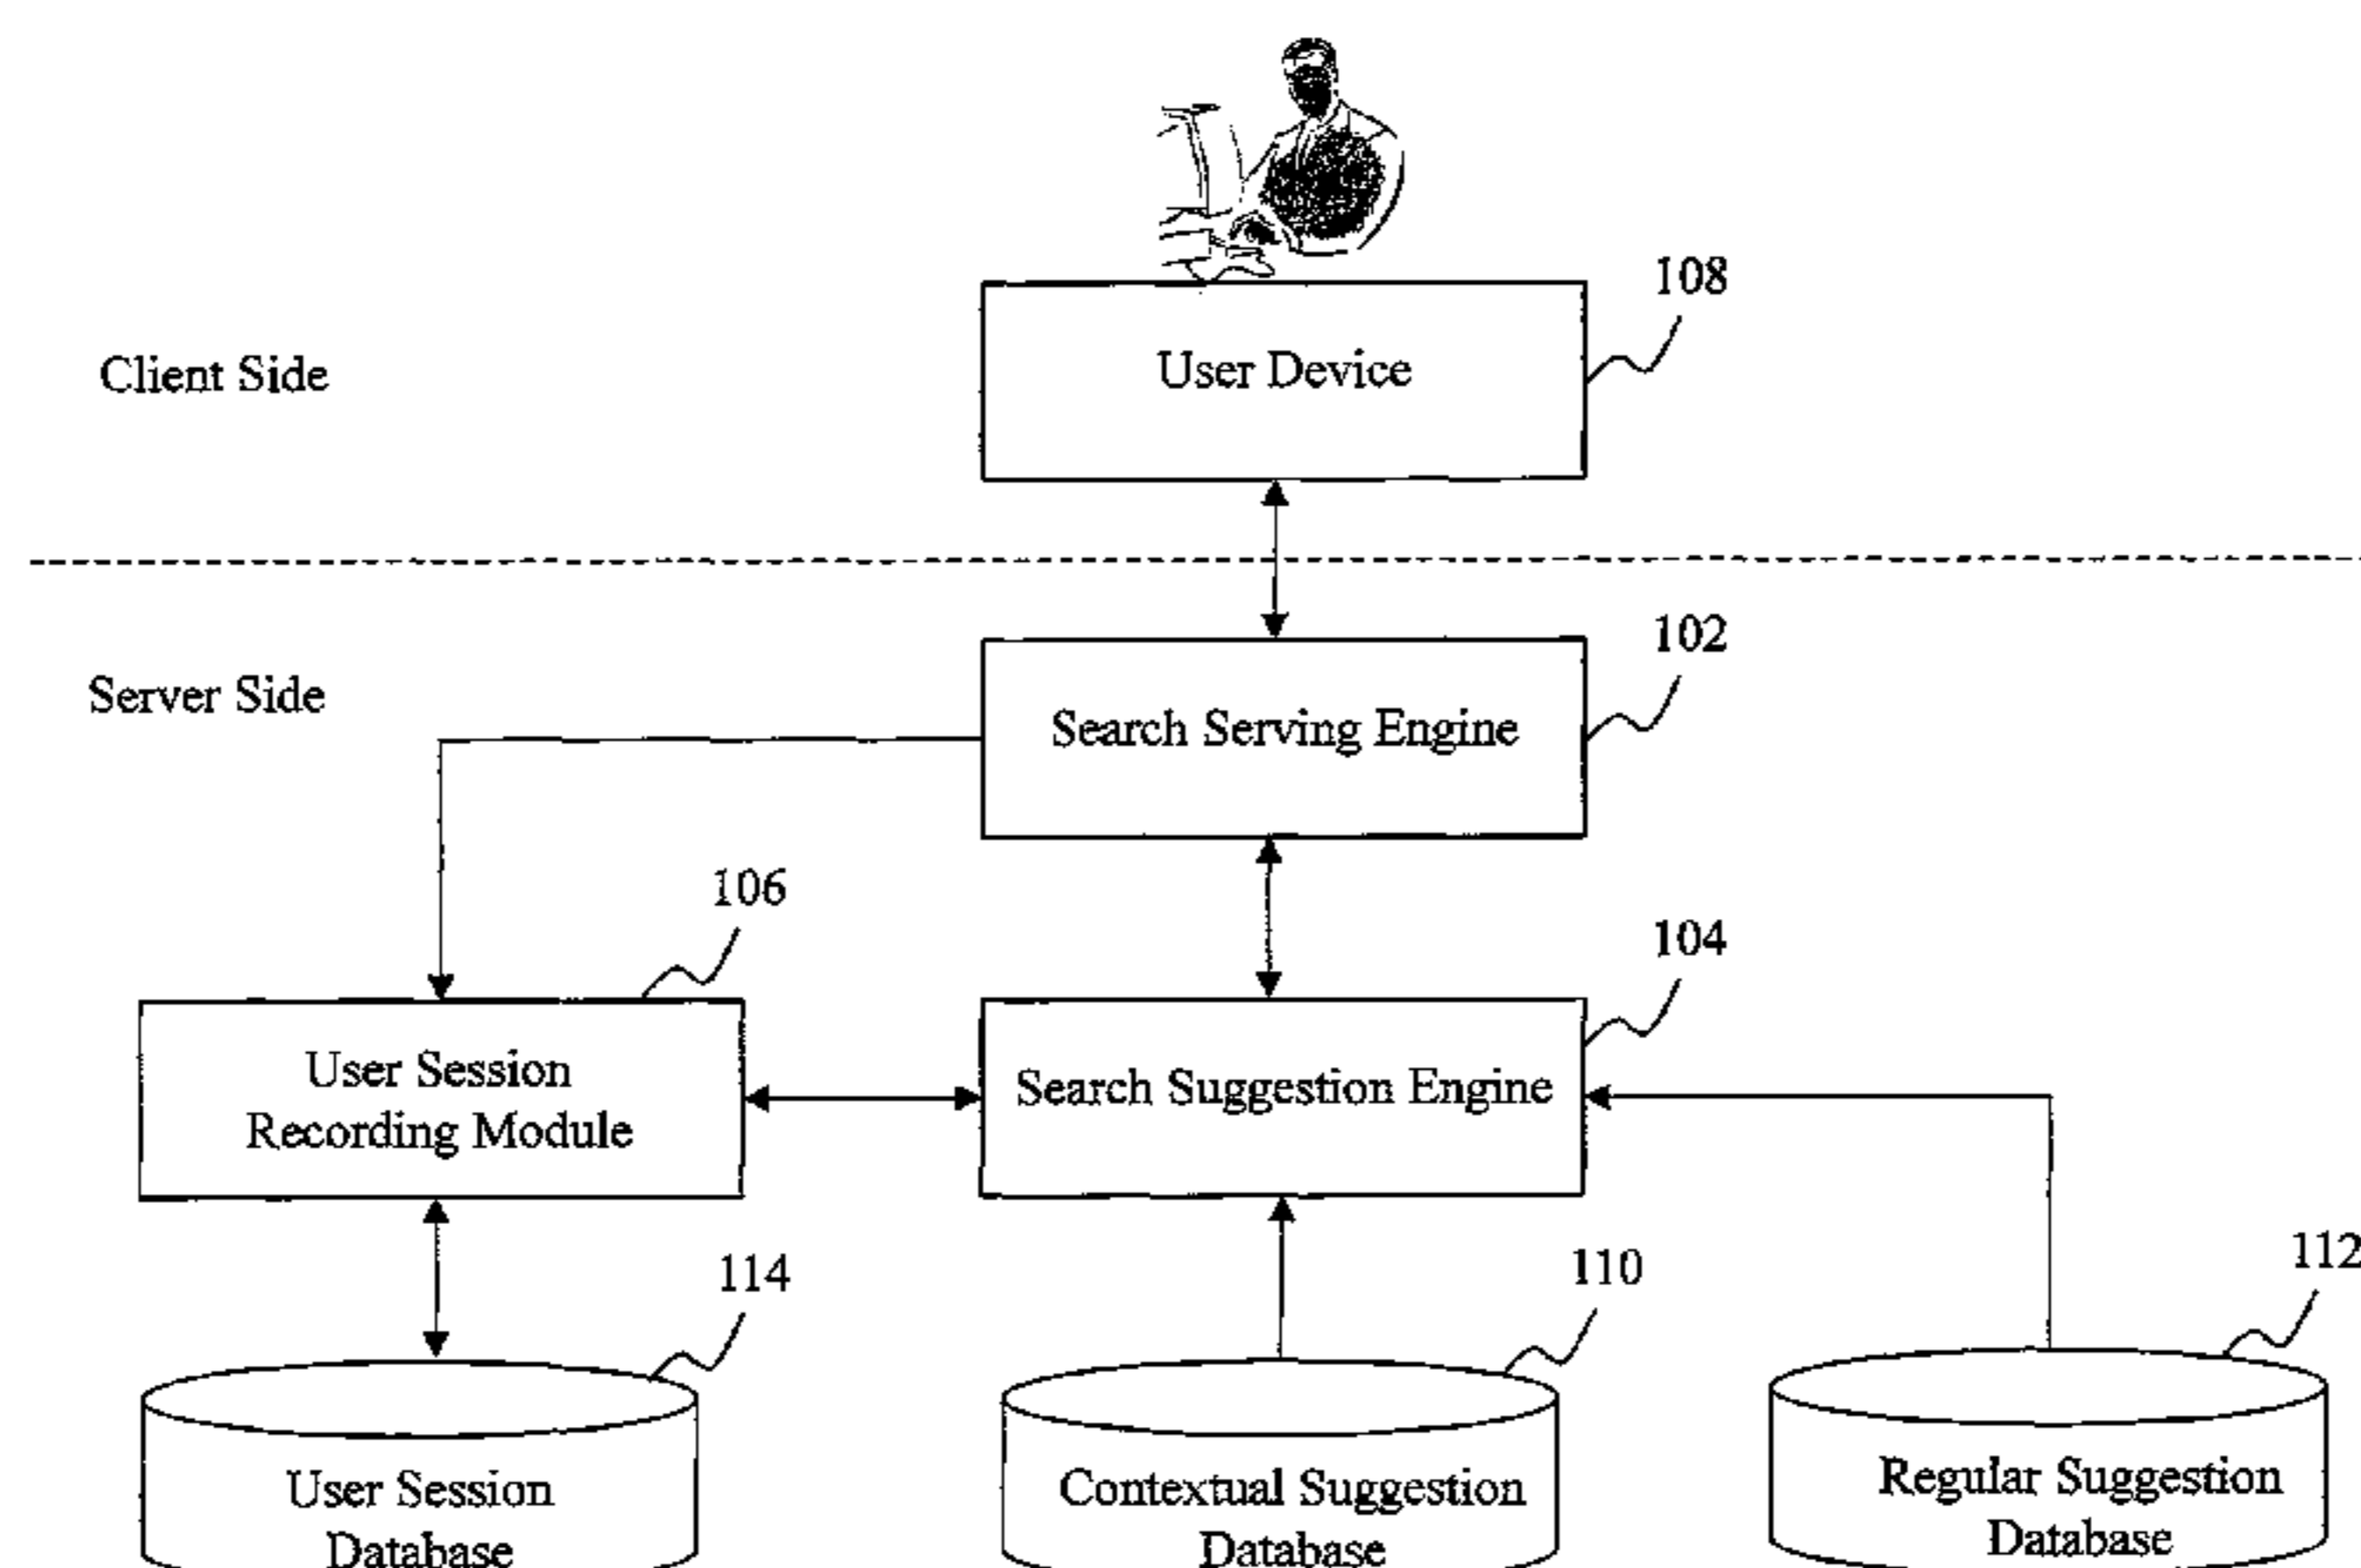 108
Client Side
User Device
102
Server Side
Search Serving Engine
106
104
User Session
Recording Module
Search Suggestion Engine
114
110
112
User Session
Database
Contextual Suggestion
Database
Regular Suggestion
Database